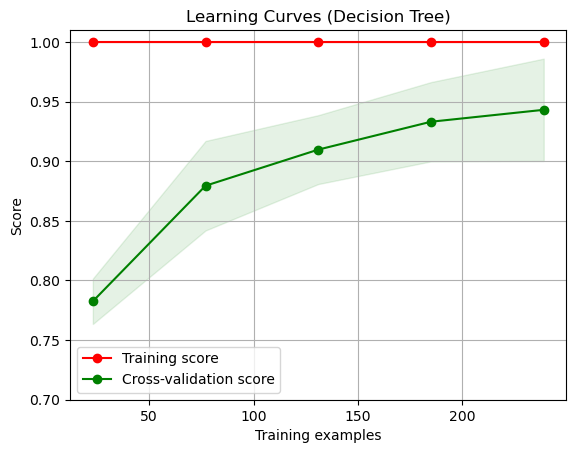 Learning Curves (Decision Tree)
1.00
0.95
0.90
0.85
0.80
0.75
0.70
Score
Training score
Cross-validation score
50 100 150 200
Training examples